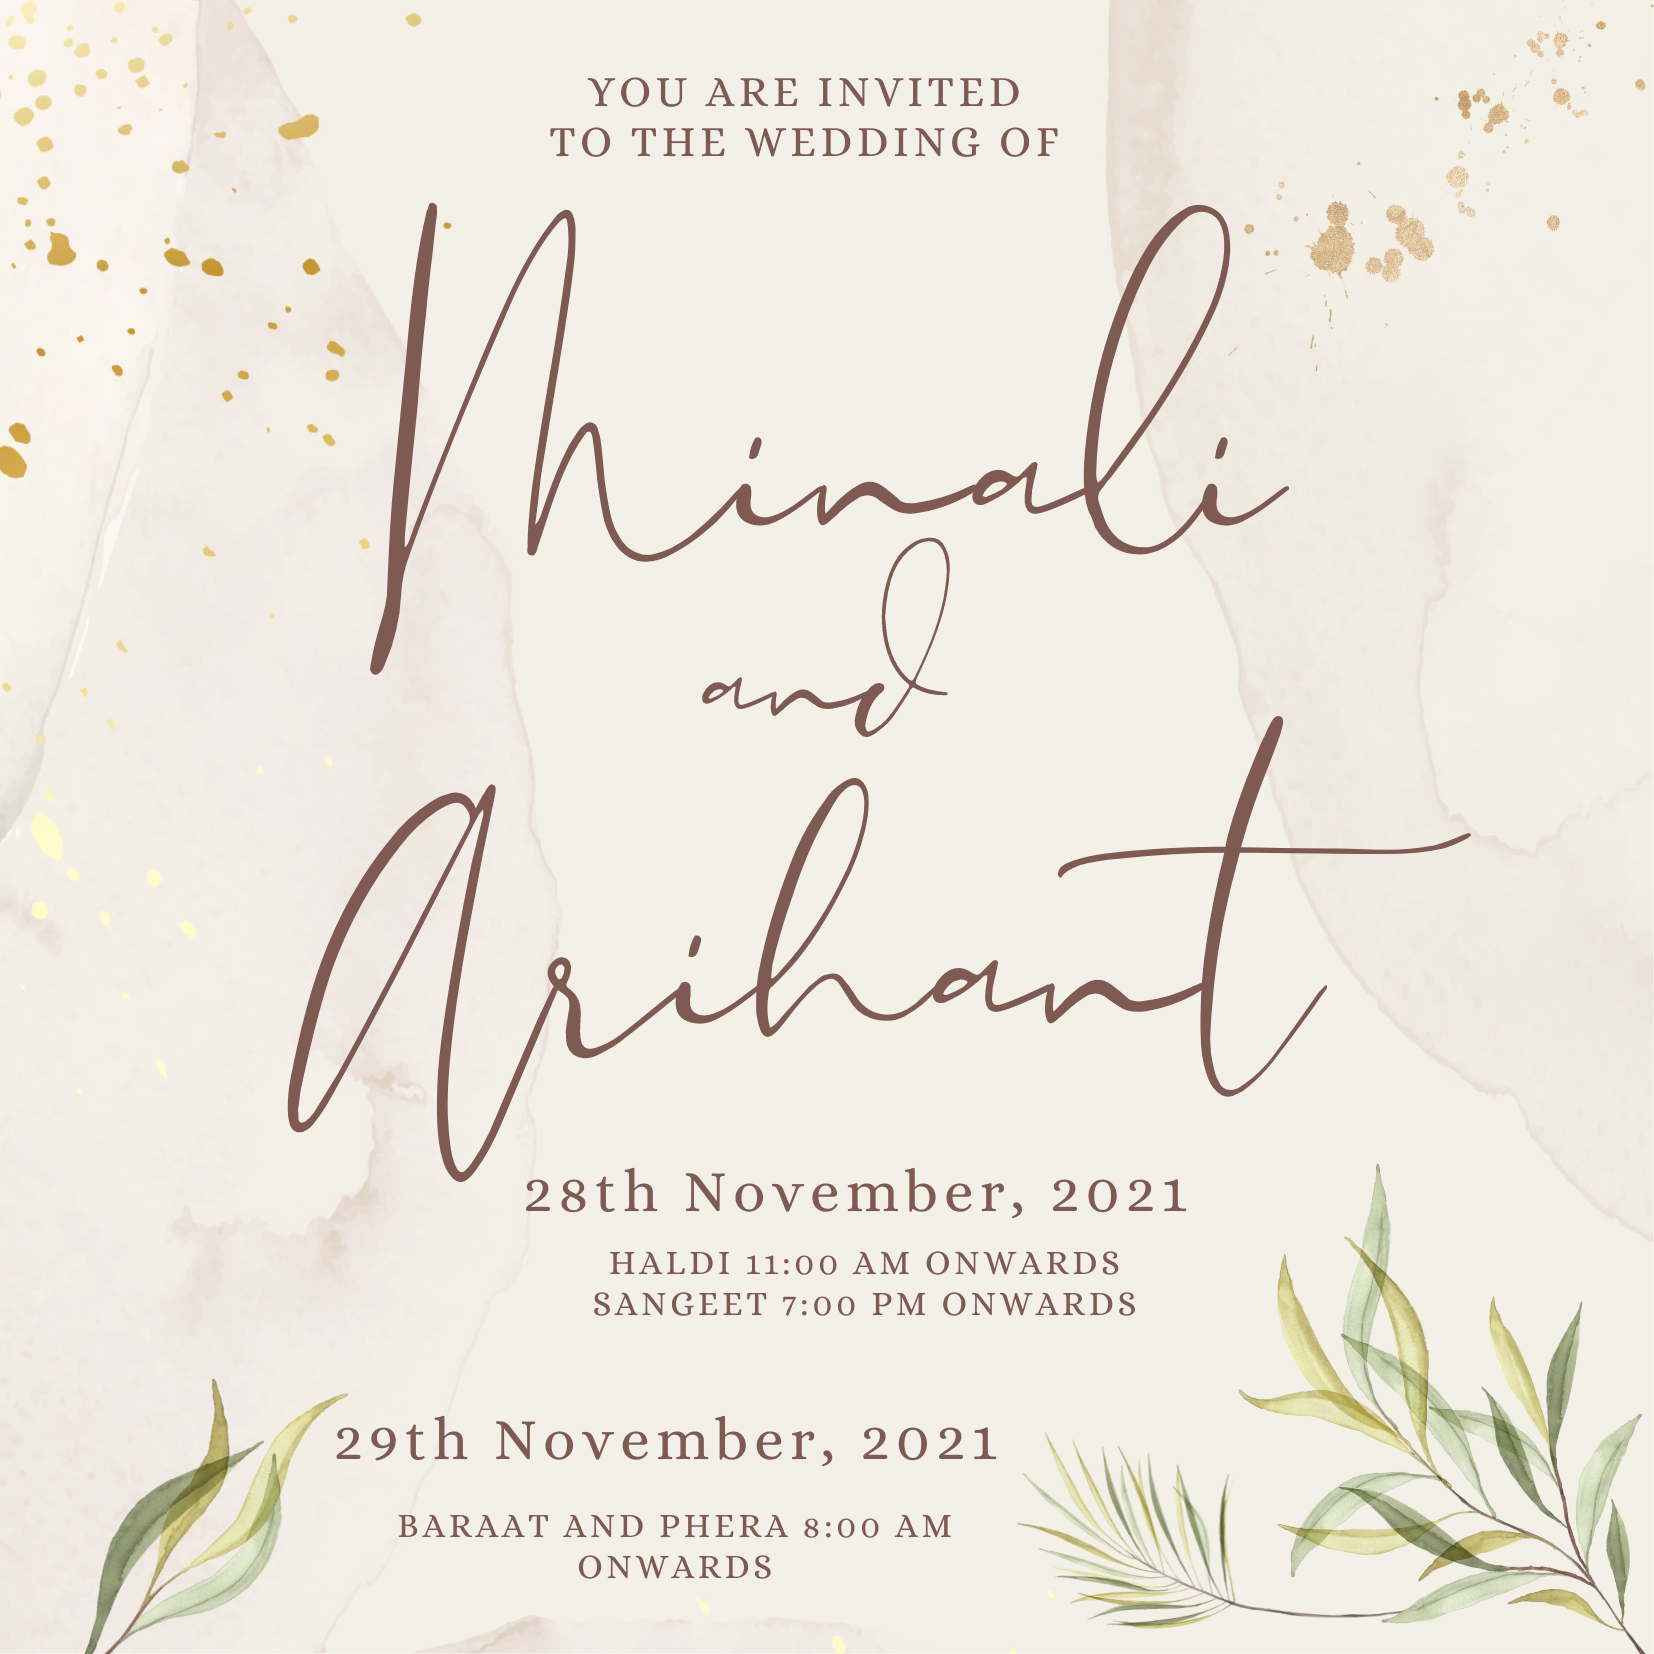 YOU ARE INVITED
TO THE WEDDING OF
Minali
and
Arihant
28th November, 2021
HALDI 11:00 AM ONWARDS
SANGEET 7:00 PM ONWARDS
29th November, 2021
BARAAT AND PHERA 8:00 AM
ONWARDS